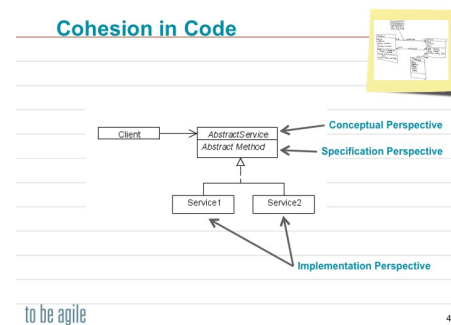 Cohesion in Code
Client
AbstractService
Abstract Method
Conceptual Perspective
Specification Perspective
Service1
Service2
Implementation Perspective
to be agile
4